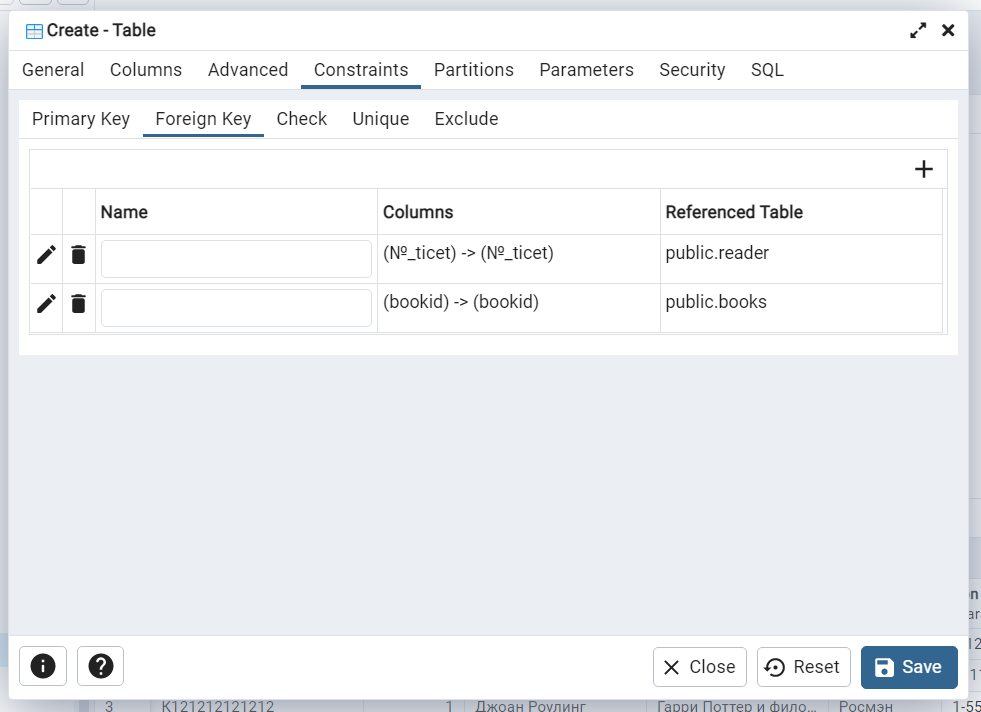 Create - Table
General Columns Advanced Constraints Partitions Parameters Security SQL
Primary Key Foreign Key Check Unique Exclude
Name Columns Referenced Table
(№_ticet) -> (№_ticet) public.reader
(bookid) -> (bookid) public.books
Close Reset Save
3 K121212121212 1 Джоан Роулинг Гарри Поттер и фило... Росмэн 1-55